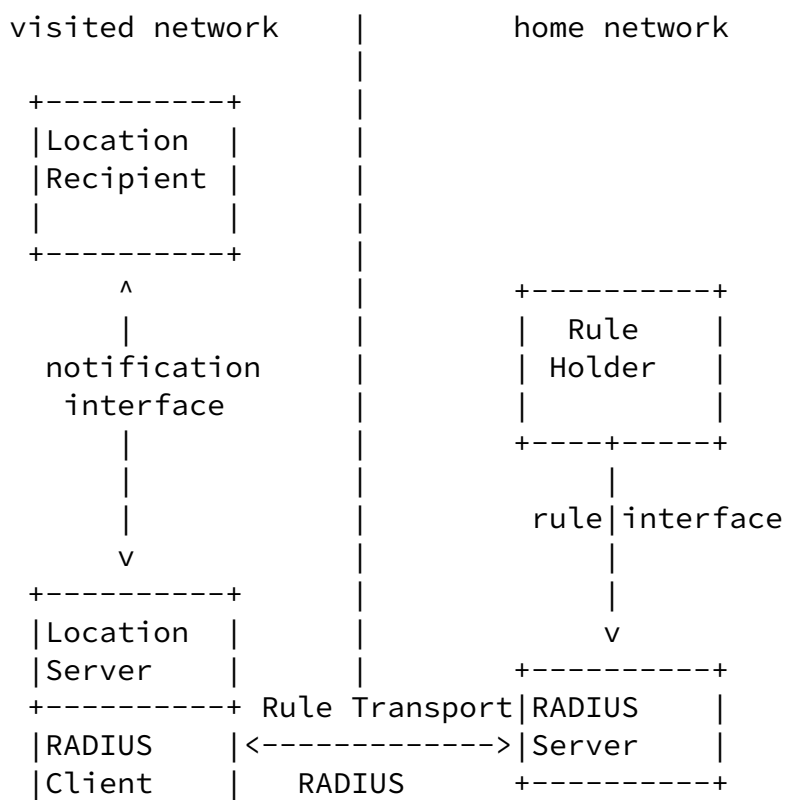 visited network | home network
|
+----------+ |
|Location | |
|Recipient | |
| | |
+----------+ |
^ | +----------+
| | | Rule |
notification | | Holder |
interface | | |
| | +----+-----+
| | |
| | rule|interface
v | |
+----------+ | |
|Location | | v
|Server | | +----------+
+----------+ Rule Transport|RADIUS |
|RADIUS |<------------->|Server |
|Client | RADIUS +----------+